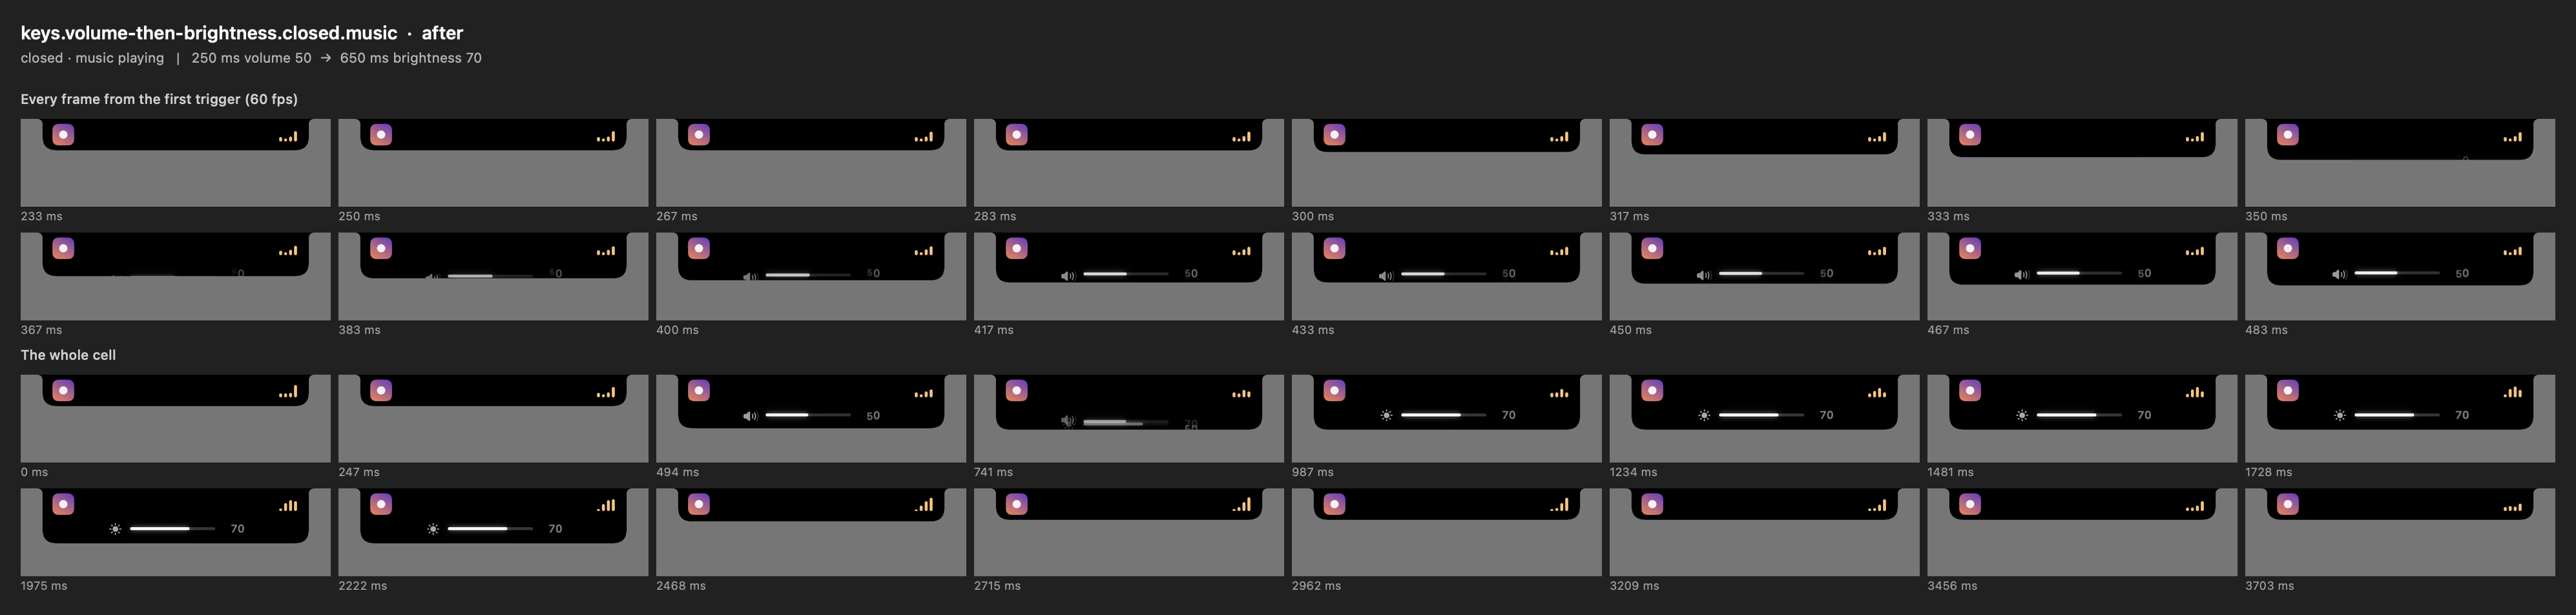 keys.volume-then-brightness.closed.music · after
closed · music playing | 250 ms volume 50 → 650 ms brightness 70
Every frame from the first trigger (60 fps)
233 ms 250 ms 267 ms 283 ms 300 ms 317 ms 333 ms 350 ms
50 50 50 50 50 50 50
367 ms 383 ms 400 ms 417 ms 433 ms 450 ms 467 ms 483 ms
The whole cell
50 70 70 70 70
0 ms 247 ms 494 ms 741 ms 987 ms 1234 ms 1481 ms 1728 ms
70 70
1975 ms 2222 ms 2468 ms 2715 ms 2962 ms 3209 ms 3456 ms 3703 ms